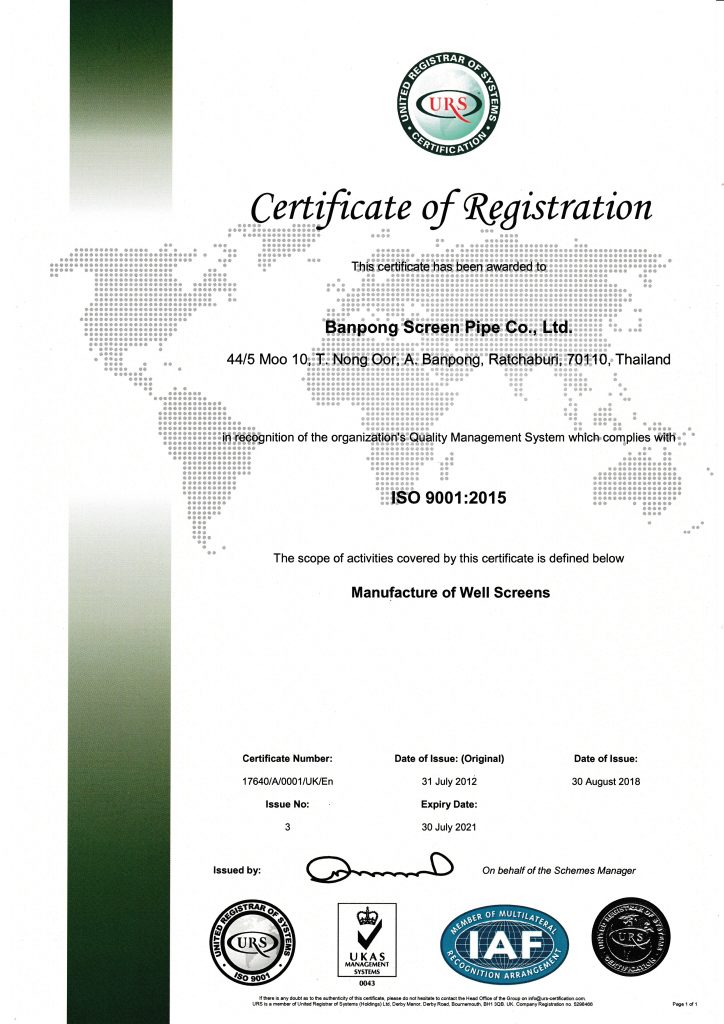 UNITED REGISTRAR OF SYSTEMS
URS
CERTIFICATION
Certificate of Registration
This certificate has been awarded to
Banpong Screen Pipe Co., Ltd.
44/5 Moo 10, T. Nong Oor, A. Banpong, Ratchaburi, 70110, Thailand
in recognition of the organization's Quality Management System which complies with
ISO 9001:2015
The scope of activities covered by this certificate is defined below
Manufacture of Well Screens
Certificate Number: Date of Issue: (Original) Date of Issue:
17640/A/0001/UK/En 31 July 2012 30 August 2018
Issue No: Expiry Date:
3 30 July 2021
Issued by: On behalf of the Schemes Manager
UNITED REGISTRAR OF SYSTEMS
URS
ISO 9001
UKAS
MANAGEMENT
SYSTEMS
0043
MEMBER OF MULTILATERAL
IAF
RECOGNITION ARRANGEMENT
UNITED REGISTRAR OF SYSTEMS
URS
CERTIFICATION
If there is any doubt as to the authenticity of this certificate, please do not hesitate to contact the Head Office of the Group on info@urs-certification.com.
URS is a member of United Registrar of Systems (Holdings) Ltd, Derby Manor, Derby Road, Bournemouth, BH1 3QB. UK. Company Registration no. 5298466
Page 1 of 1